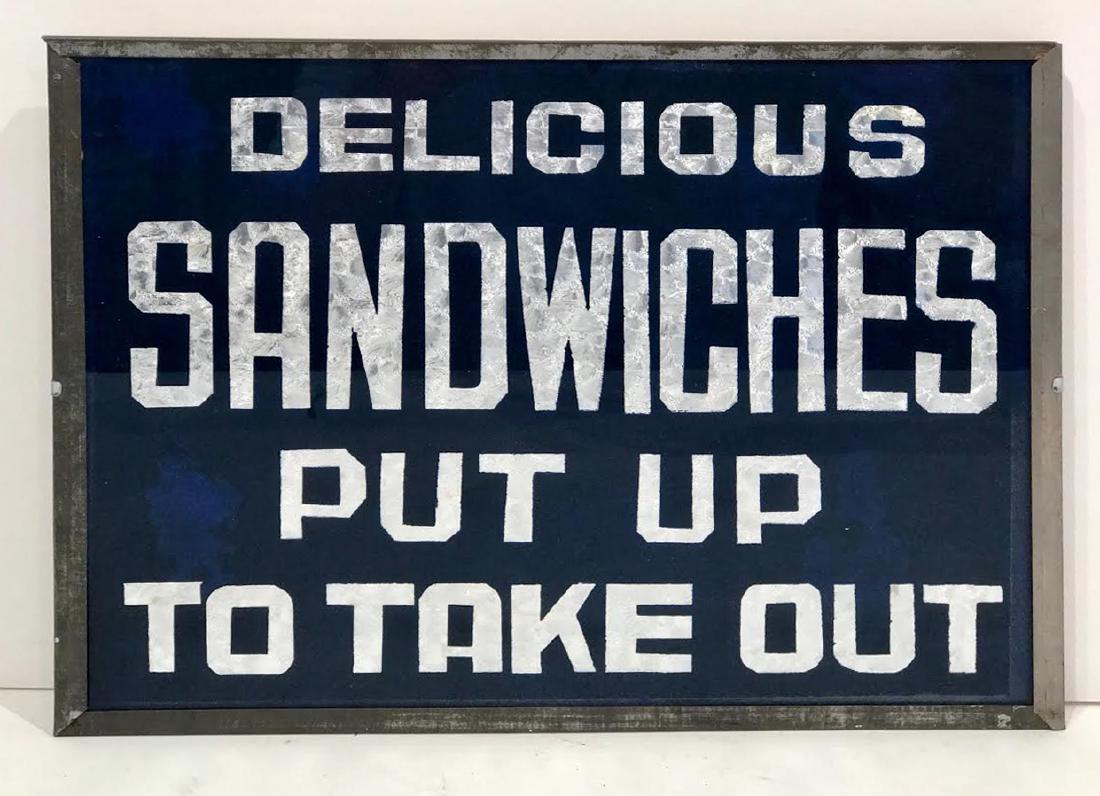 DELICIOUS
SANDWICHES
PUT UP
TO TAKE OUT